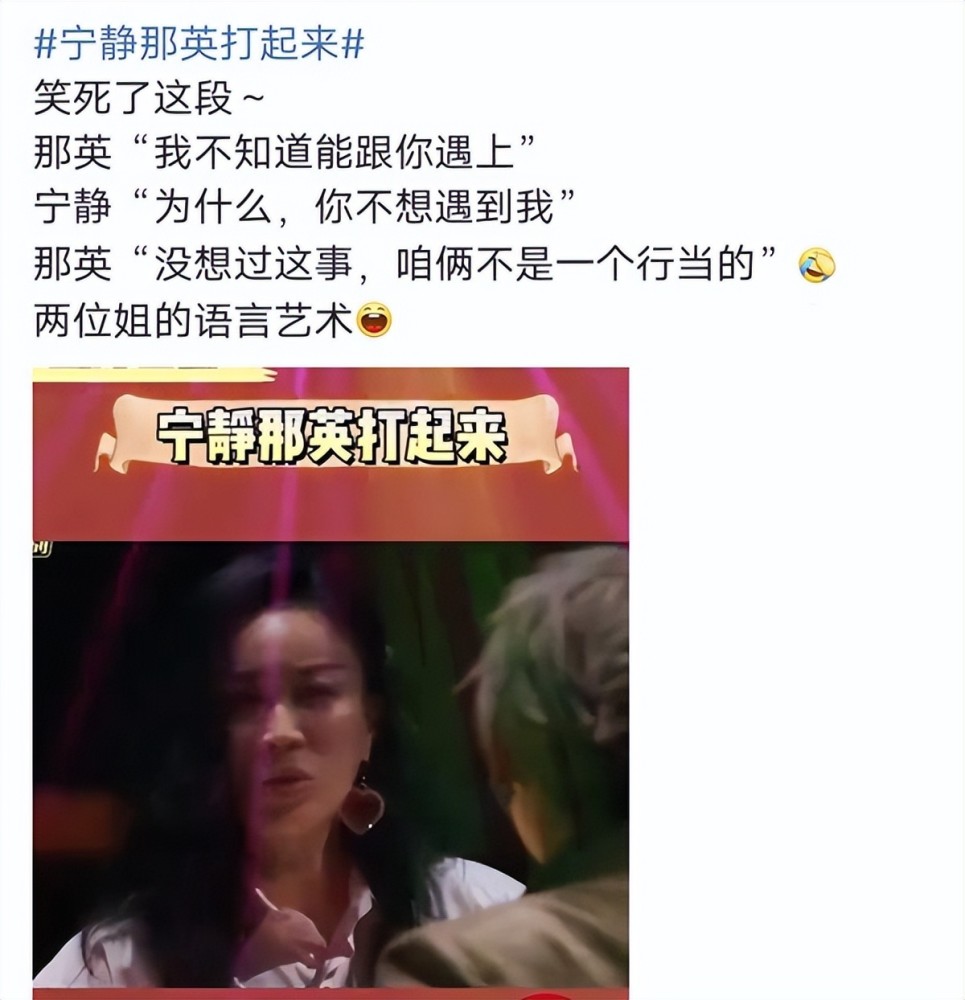 #宁静那英打起来#
笑死了这段~
那英“我不知道能跟你遇上”
宁静“为什么，你不想遇到我”
那英“没想过这事，咱俩不是一个行当的”🤣
两位姐的语言艺术😄
宁静那英打起来